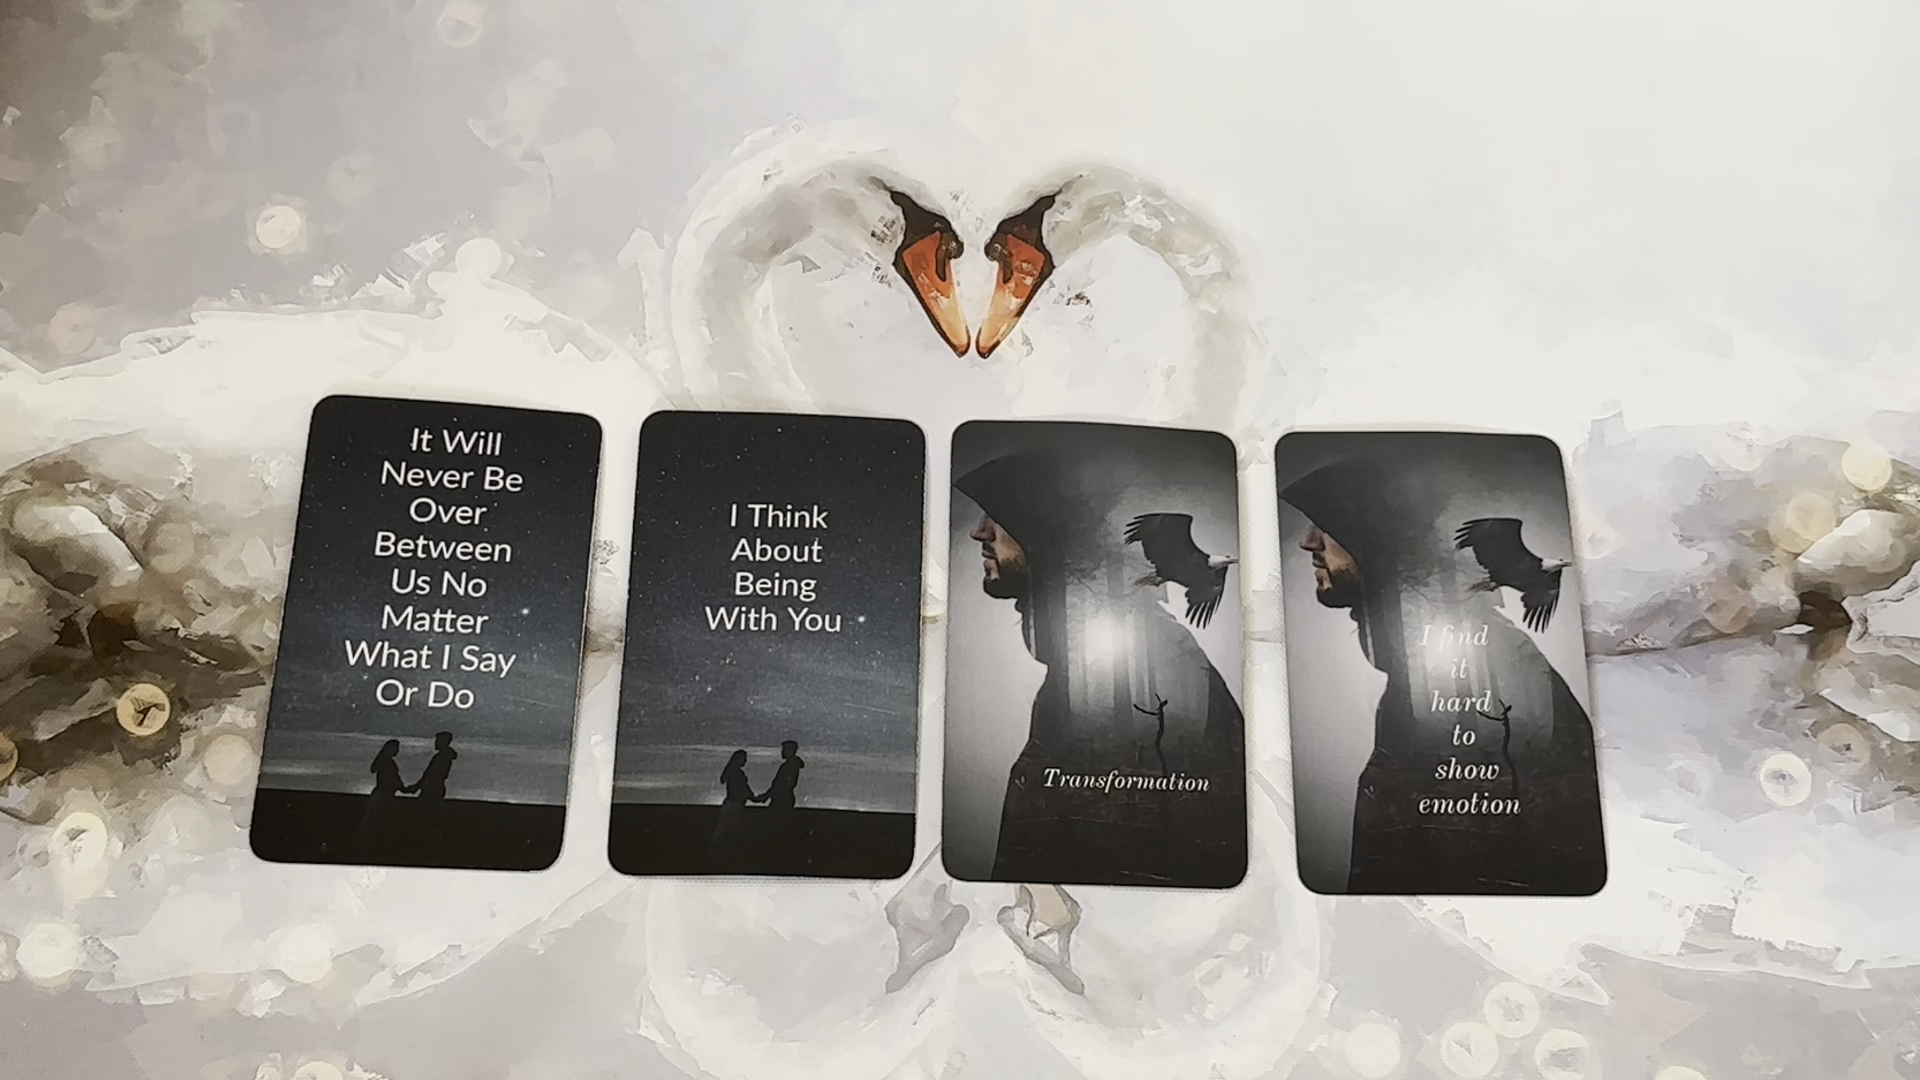 It Will
Never Be
Over
Between
Us No
Matter
What I Say
Or Do
I Think
About
Being
With You
Transformation
I find
it
hard
to
show
emotion